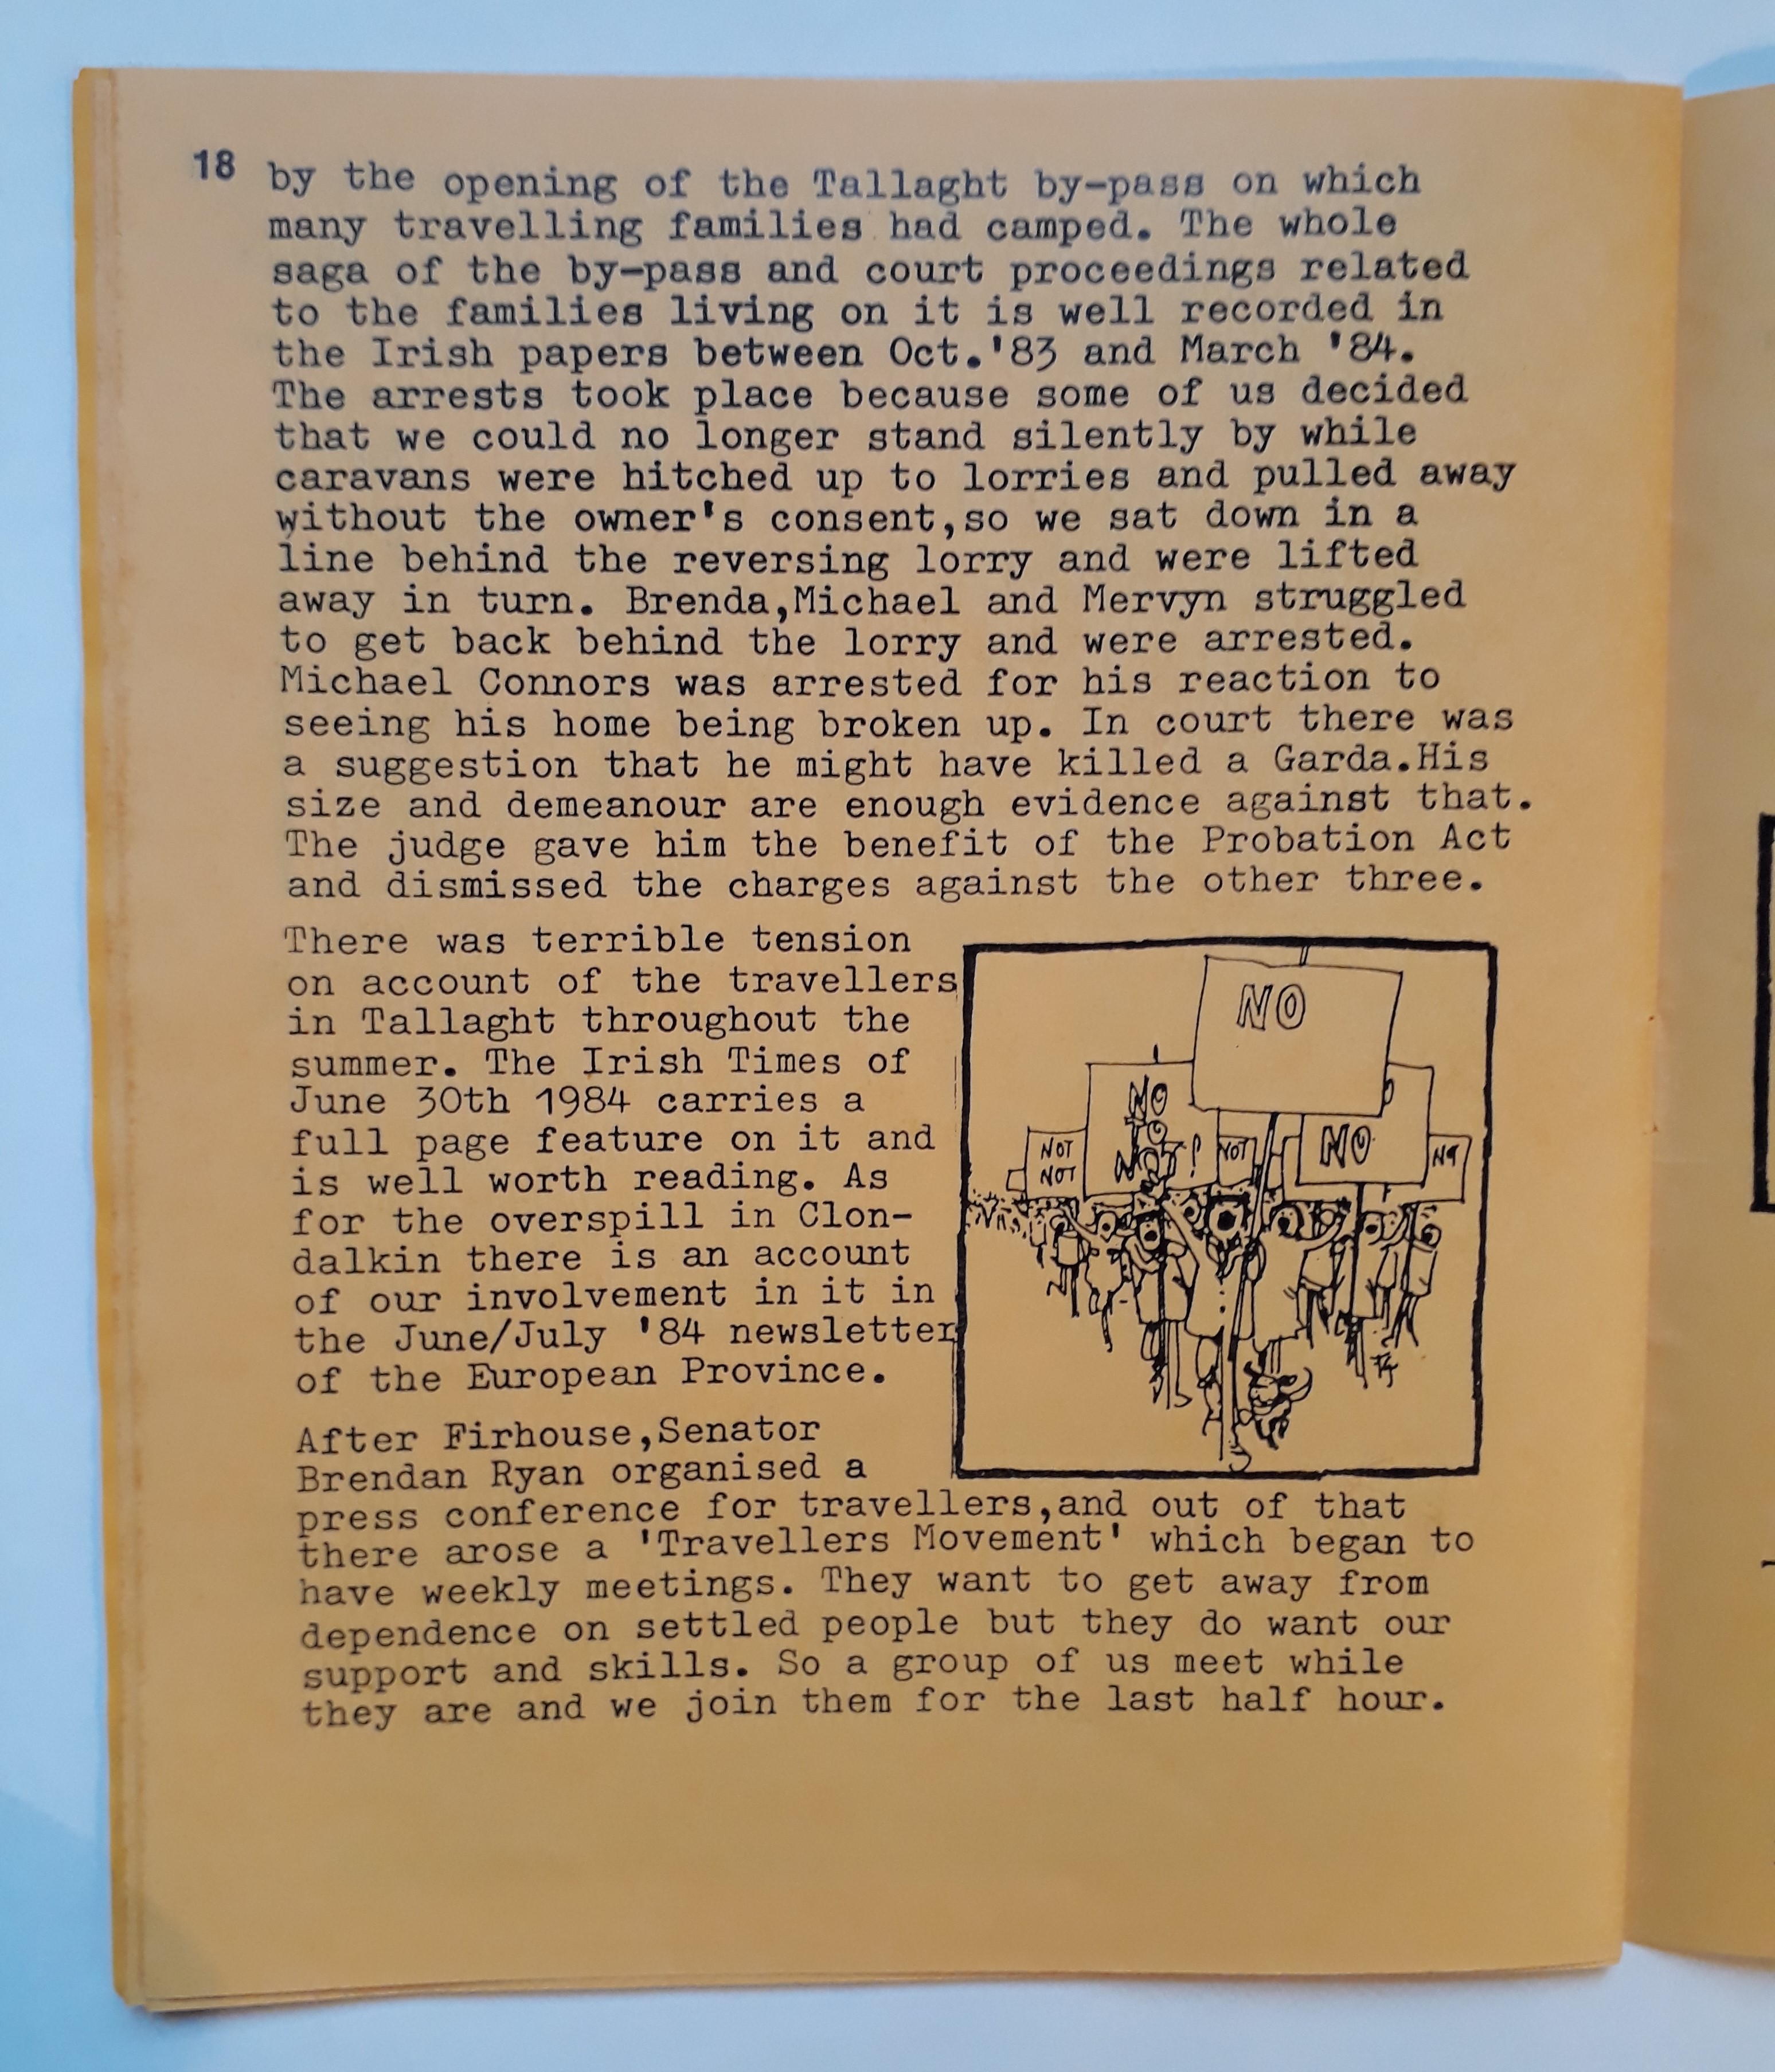 18
by the opening of the Tallaght by-pass on which
many travelling families had camped. The whole
saga of the by-pass and court proceedings related
to the families living on it is well recorded in
the Irish papers between Oct.'83 and March '84.
The arrests took place because some of us decided
that we could no longer stand silently by while
caravans were hitched up to lorries and pulled away
without the owner's consent,so we sat down in a
line behind the reversing lorry and were lifted
away in turn. Brenda,Michael and Mervyn struggled
to get back behind the lorry and were arrested.
Michael Connors was arrested for his reaction to
seeing his home being broken up. In court there was
a suggestion that he might have killed a Garda.His
size and demeanour are enough evidence against that.
The judge gave him the benefit of the Probation Act
and dismissed the charges against the other three.
There was terrible tension
on account of the travellers
in Tallaght throughout the
summer. The Irish Times of
June 30th 1984 carries a
full page feature on it and
is well worth reading. As
for the overspill in Clon-
dalkin there is an account
of our involvement in it in
the June/July '84 newsletter
of the European Province.
NO
NO
TO
NOT
NOT
NOT
NO
After Firhouse,Senator
Brendan Ryan organised a
press conference for travellers,and out of that
there arose a 'Travellers Movement' which began to
have weekly meetings. They want to get away from
dependence on settled people but they do want our
support and skills. So a group of us meet while
they are and we join them for the last half hour.